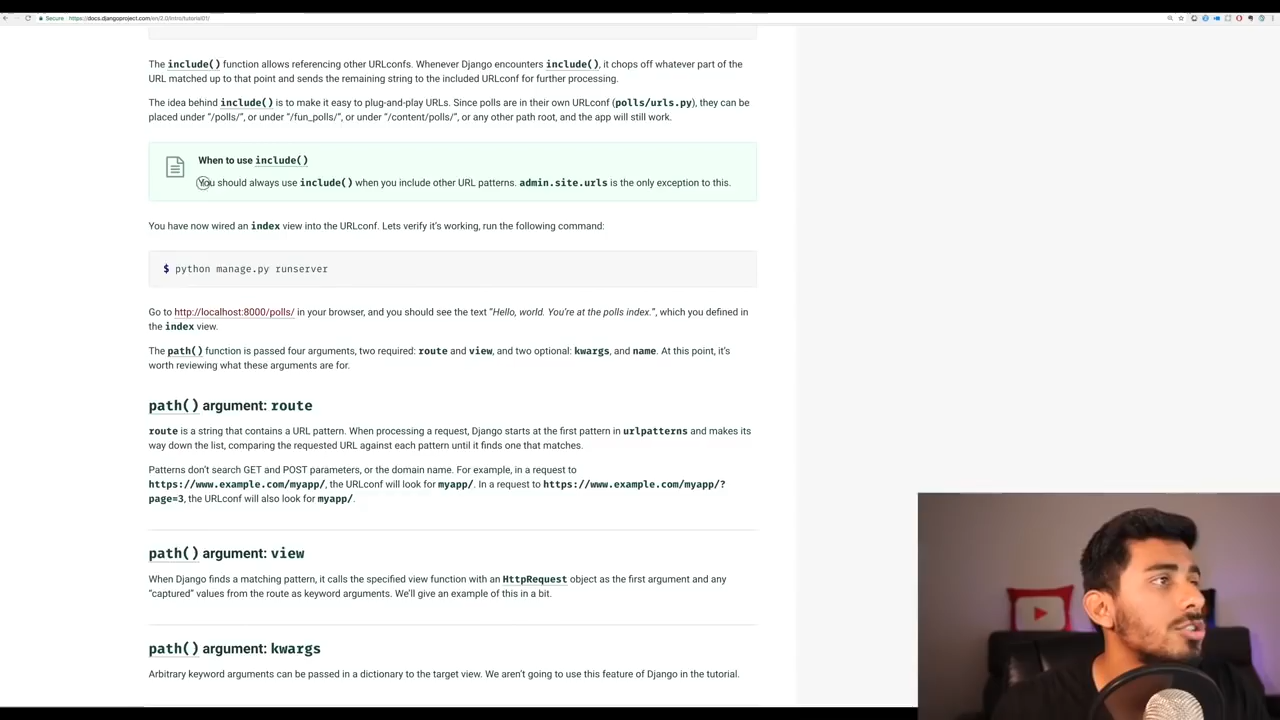 Secure https://docs.djangoproject.com/en/2.0/intro/tutorial01/
The include() function allows referencing other URLconfs. Whenever Django encounters include(), it chops off whatever part of the
URL matched up to that point and sends the remaining string to the included URLconf for further processing.
The idea behind include() is to make it easy to plug-and-play URLs. Since polls are in their own URLconf (polls/urls.py), they can be
placed under “/polls/”, or under “/fun_polls/”, or under “/content/polls/”, or any other path root, and the app will still work.
When to use include()
You should always use include() when you include other URL patterns. admin.site.urls is the only exception to this.
You have now wired an index view into the URLconf. Lets verify it’s working, run the following command:
$ python manage.py runserver
Go to http://localhost:8000/polls/ in your browser, and you should see the text “Hello, world. You’re at the polls index.”, which you defined in
the index view.
The path() function is passed four arguments, two required: route and view, and two optional: kwargs, and name. At this point, it’s
worth reviewing what these arguments are for.
path() argument: route
route is a string that contains a URL pattern. When processing a request, Django starts at the first pattern in urlpatterns and makes its
way down the list, comparing the requested URL against each pattern until it finds one that matches.
Patterns don’t search GET and POST parameters, or the domain name. For example, in a request to
https://www.example.com/myapp/, the URLconf will look for myapp/. In a request to https://www.example.com/myapp/?
page=3, the URLconf will also look for myapp/.
path() argument: view
When Django finds a matching pattern, it calls the specified view function with an HttpRequest object as the first argument and any
“captured” values from the route as keyword arguments. We’ll give an example of this in a bit.
path() argument: kwargs
Arbitrary keyword arguments can be passed in a dictionary to the target view. We aren’t going to use this feature of Django in the tutorial.